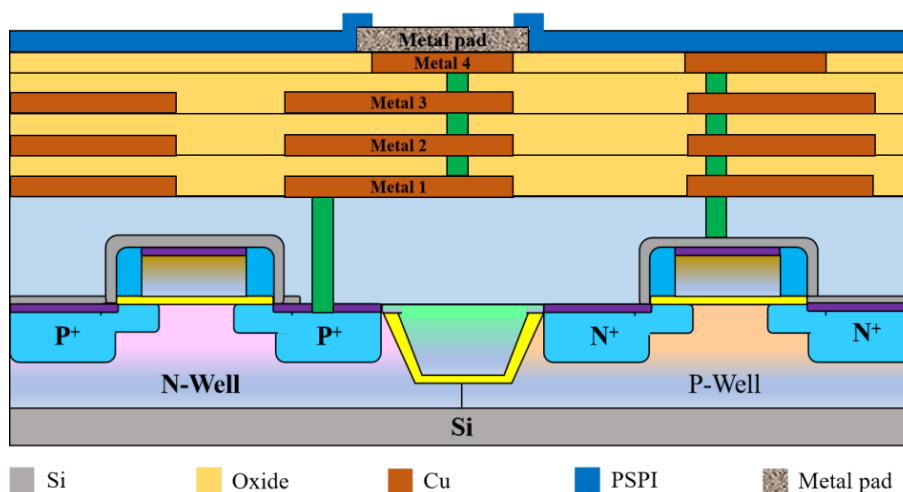 Metal pad
Metal 4
Metal 3
Metal 2
Metal 1
P+ P+ N+ N+
N-Well P-Well
Si
Si Oxide Cu PSPI Metal pad